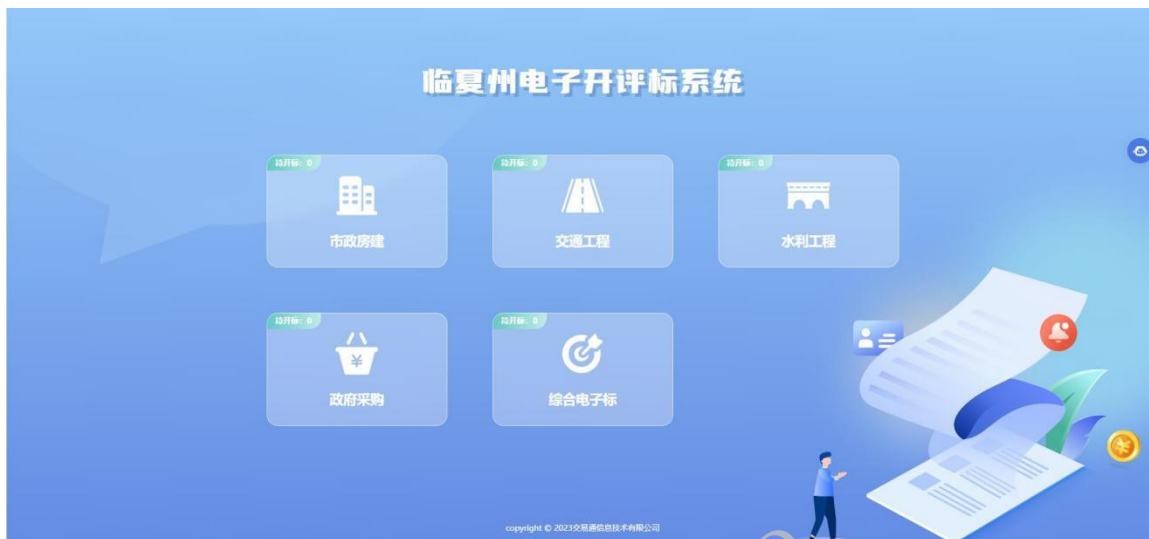 临夏州电子开评标系统
待开标：0
待开标：0
待开标：0
市政房建
交通工程
水利工程
待开标：0
待开标：0
政府采购
综合电子标
copyright © 2023交易通信息技术有限公司